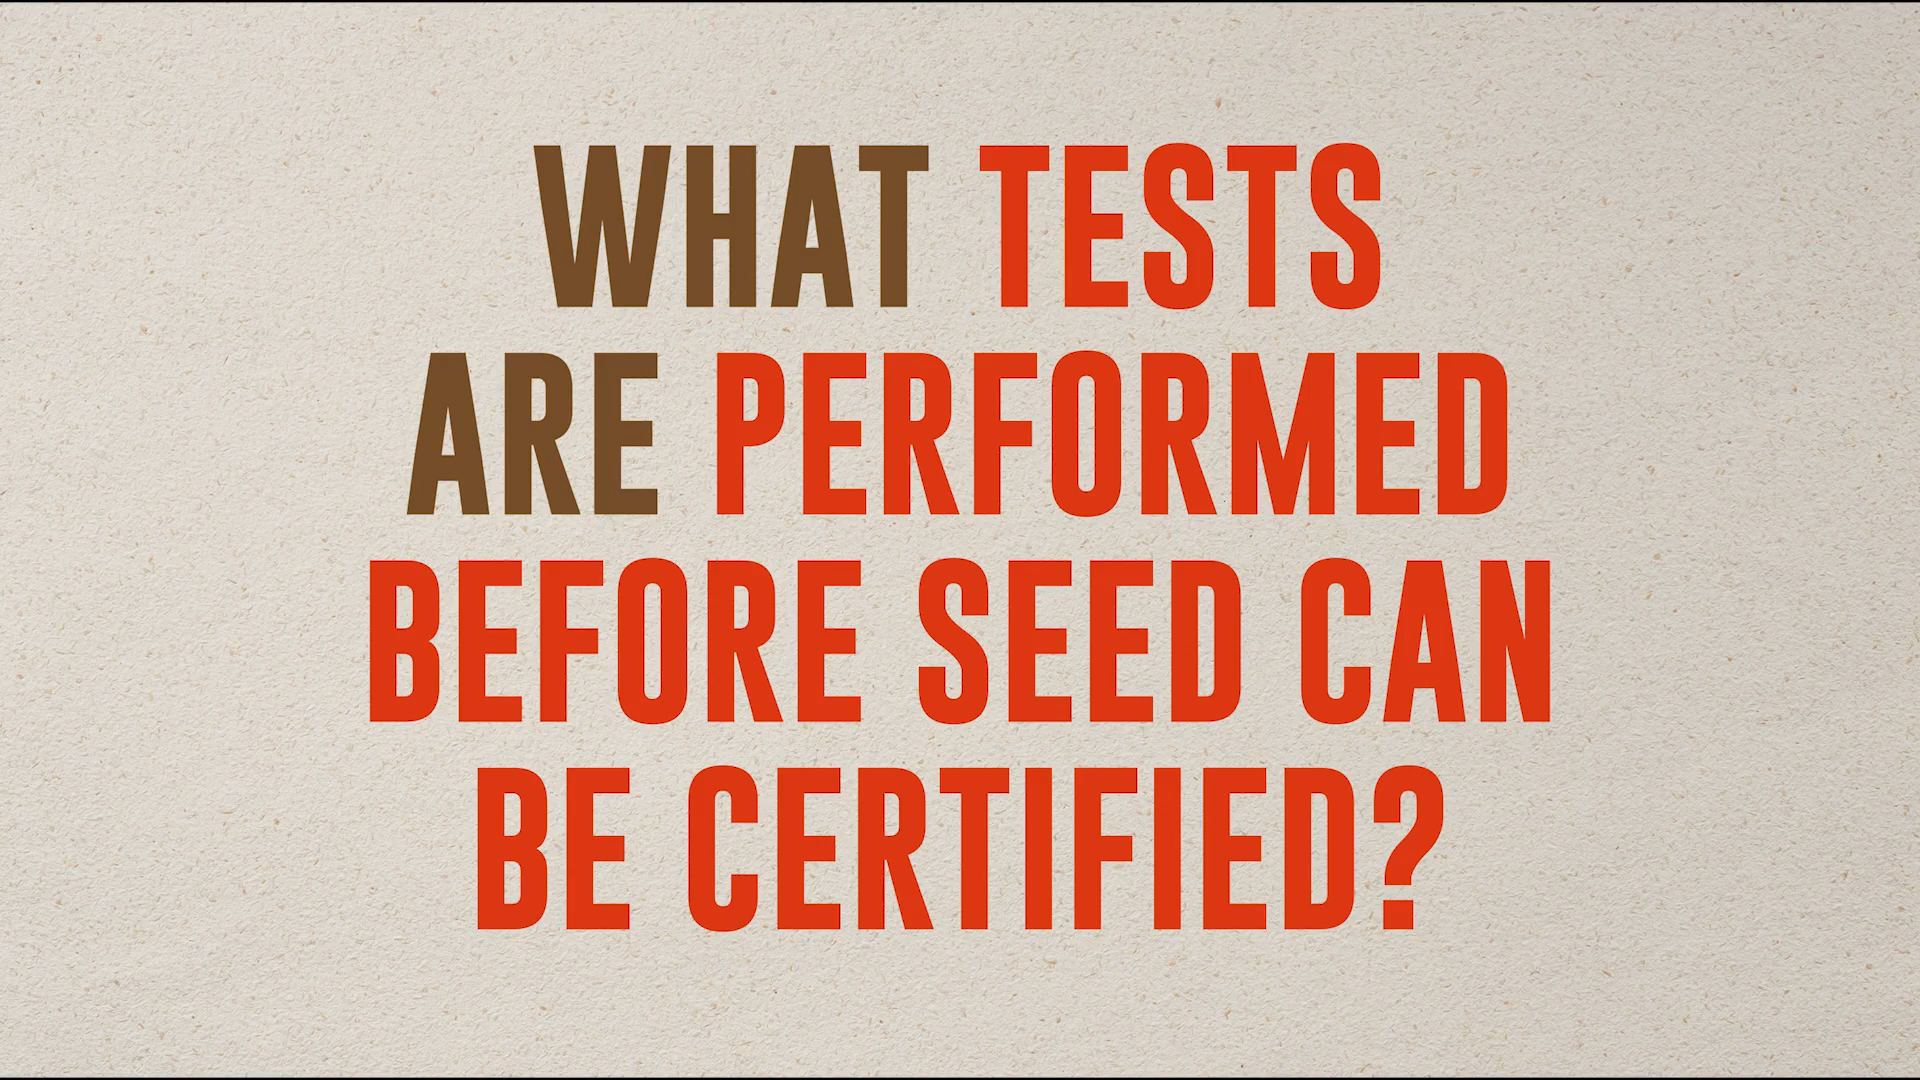 WHAT TESTS
ARE PERFORMED
BEFORE SEED CAN
BE CERTIFIED?